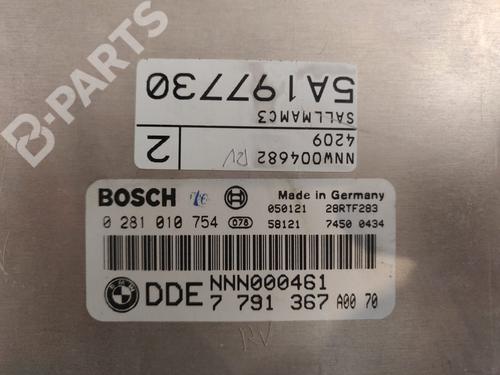 5A197730
SALLMAMC3
4209
NNW004682
2
RV
BOSCH
Made in Germany
050121 28RTF283
0 281 010 754 078 58121 7450 0434
DDE NNN000461
7 791 367 A00 70
RV
B-PARTS